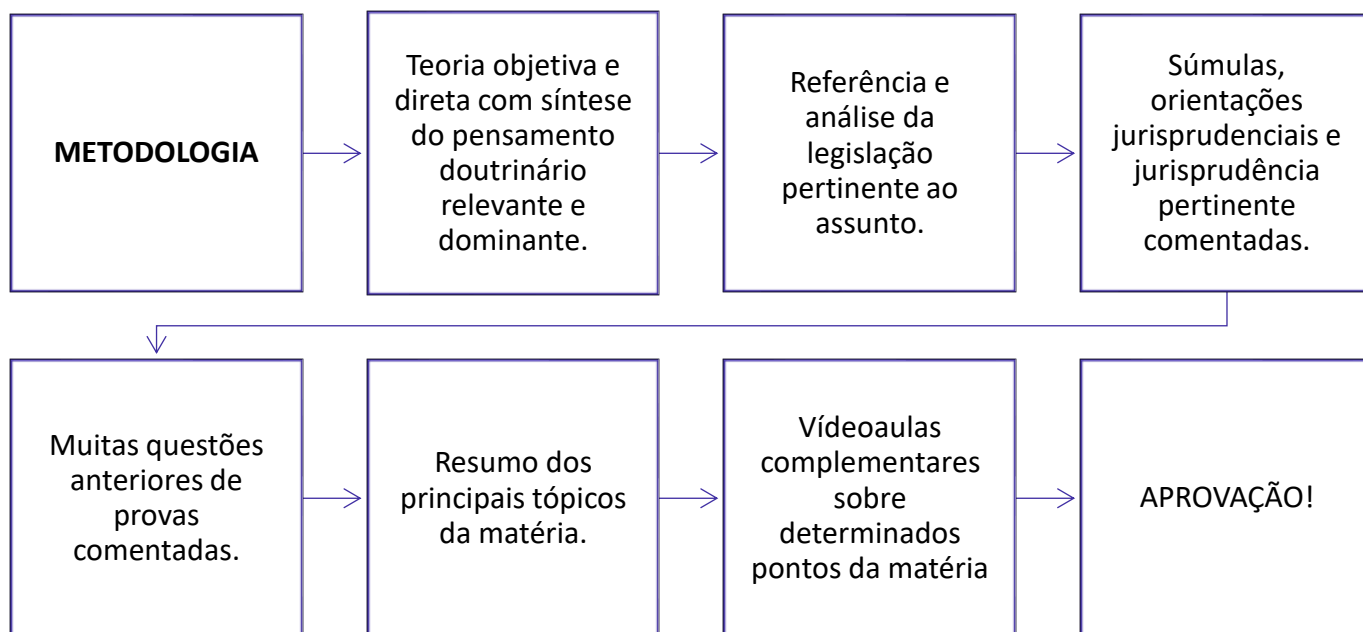 METODOLOGIA
Teoria objetiva e
direta com síntese
do pensamento
doutrinário
relevante e
dominante.
Referência e
análise da
legislação
pertinente ao
assunto.
Súmulas,
orientações
jurisprudenciais e
jurisprudência
pertinente
comentadas.
Muitas questões
anteriores de
provas
comentadas.
Resumo dos
principais tópicos
da matéria.
Vídeoaulas
complementares
sobre
determinados
pontos da matéria
APROVAÇÃO!